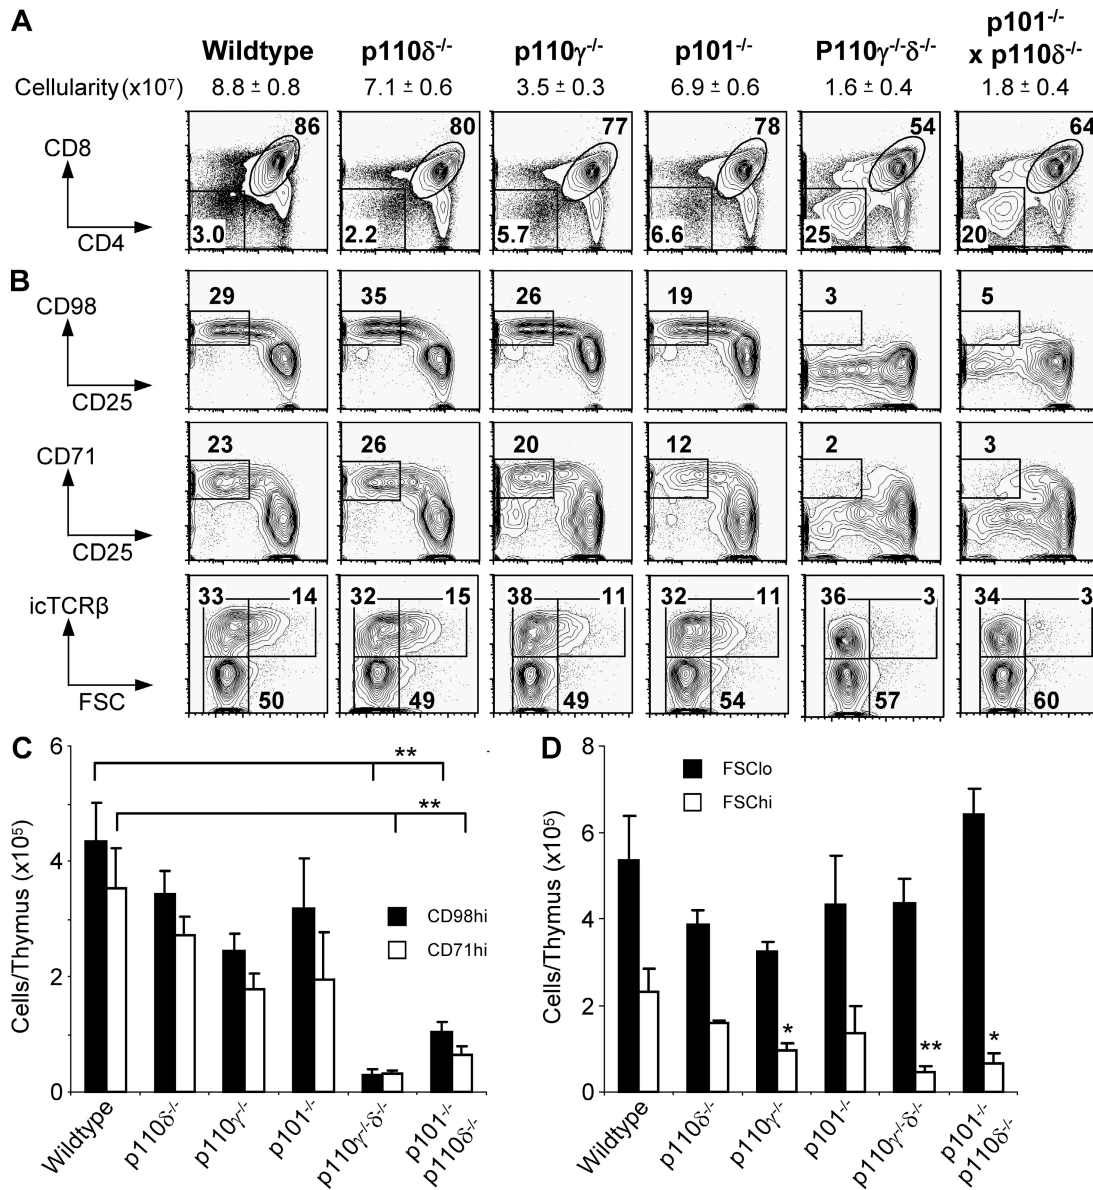 A
Wildtype p110δ-/- p110γ-/- p101-/- P110γ-/-δ-/- p101-/- x p110δ-/-
Cellularity (x10⁷) 8.8 ± 0.8 7.1 ± 0.6 3.5 ± 0.3 6.9 ± 0.6 1.6 ± 0.4 1.8 ± 0.4
CD8
86 80 77 78 54 64
3.0 2.2 5.7 6.6 25 20
CD4
B
CD98
29 35 26 19 3 5
CD25
CD71
23 26 20 12 2 3
CD25
icTCRβ
33 14 32 15 38 11 32 11 36 3 34 3
50 49 49 54 57 60
FSC
C
6
4
2
0
Cells/Thymus (x10⁵)
**
**
CD98hi
CD71hi
Wildtype
p110δ-/-
p110γ-/-
p101-/-
p110γ-/-δ-/-
p101-/-
p110δ-/-
D
8
6
4
2
0
Cells/Thymus (x10⁵)
FSClo
FSChi
*
**
*
Wildtype
p110δ-/-
p110γ-/-
p101-/-
p110γ-/-δ-/-
p101-/-
p110δ-/-